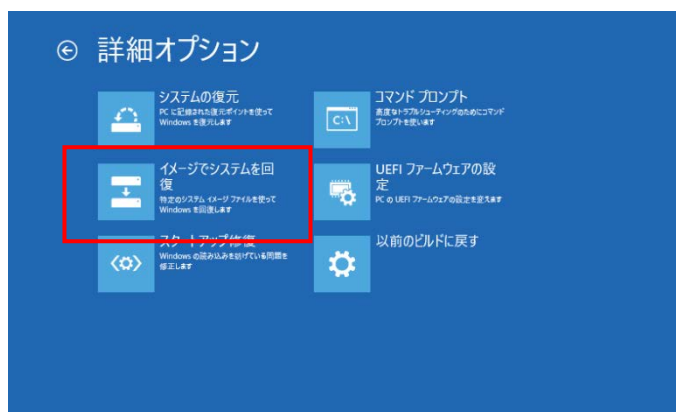 詳細オプション
システムの復元
PC に記録された復元ポイントを使って
Windows を復元します
イメージでシステムを回
復
特定のシステム イメージ ファイルを使って
Windows を回復します
スタートアップ修復
Windows の読み込みを妨げている問題を
修正します
コマンド プロンプト
高度なトラブルシューティングのためにコマンド
プロンプトを使います
C:\
UEFI ファームウェアの設
定
PC の UEFI ファームウェアの設定を変えます
以前のビルドに戻す